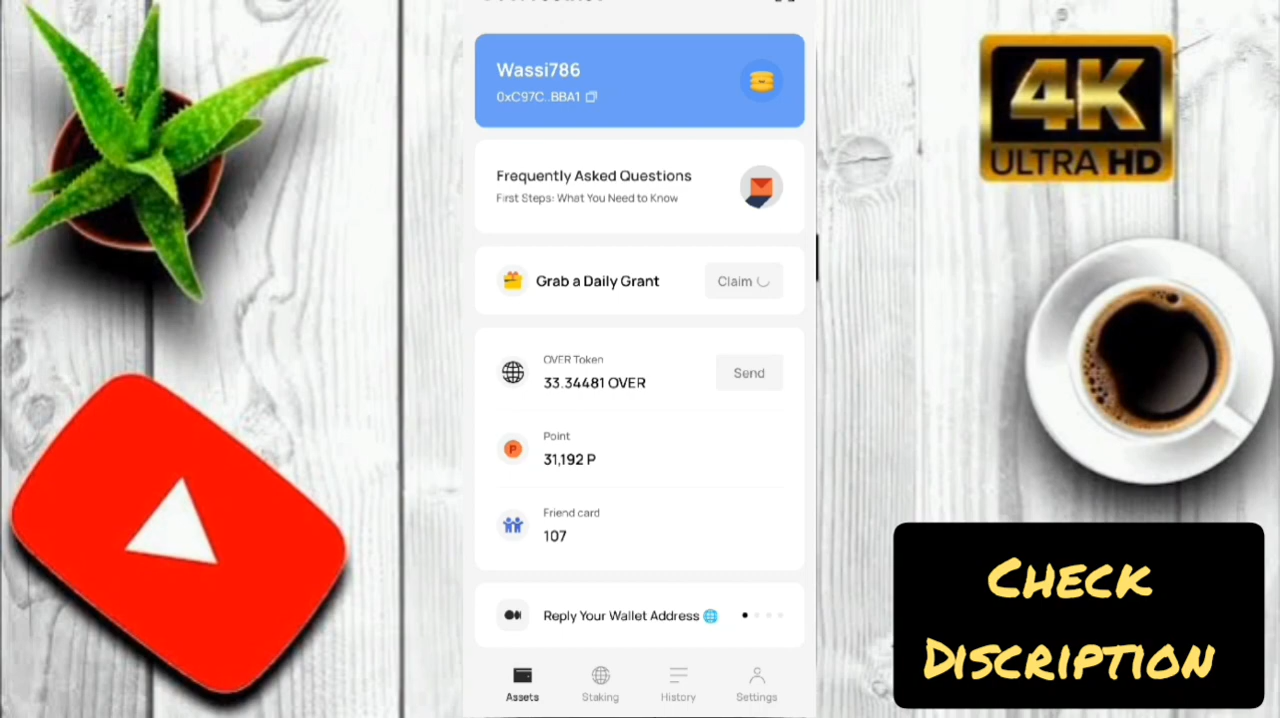 Wassi786
0xC97C..BBA1
Frequently Asked Questions
First Steps: What You Need to Know
Grab a Daily Grant
Claim
OVER Token
33.34481 OVER
Send
P
Point
31,192 P
Friend card
107
Reply Your Wallet Address
Assets
Staking
History
Settings
4K
ULTRA HD
CHECK
DISCRIPTION